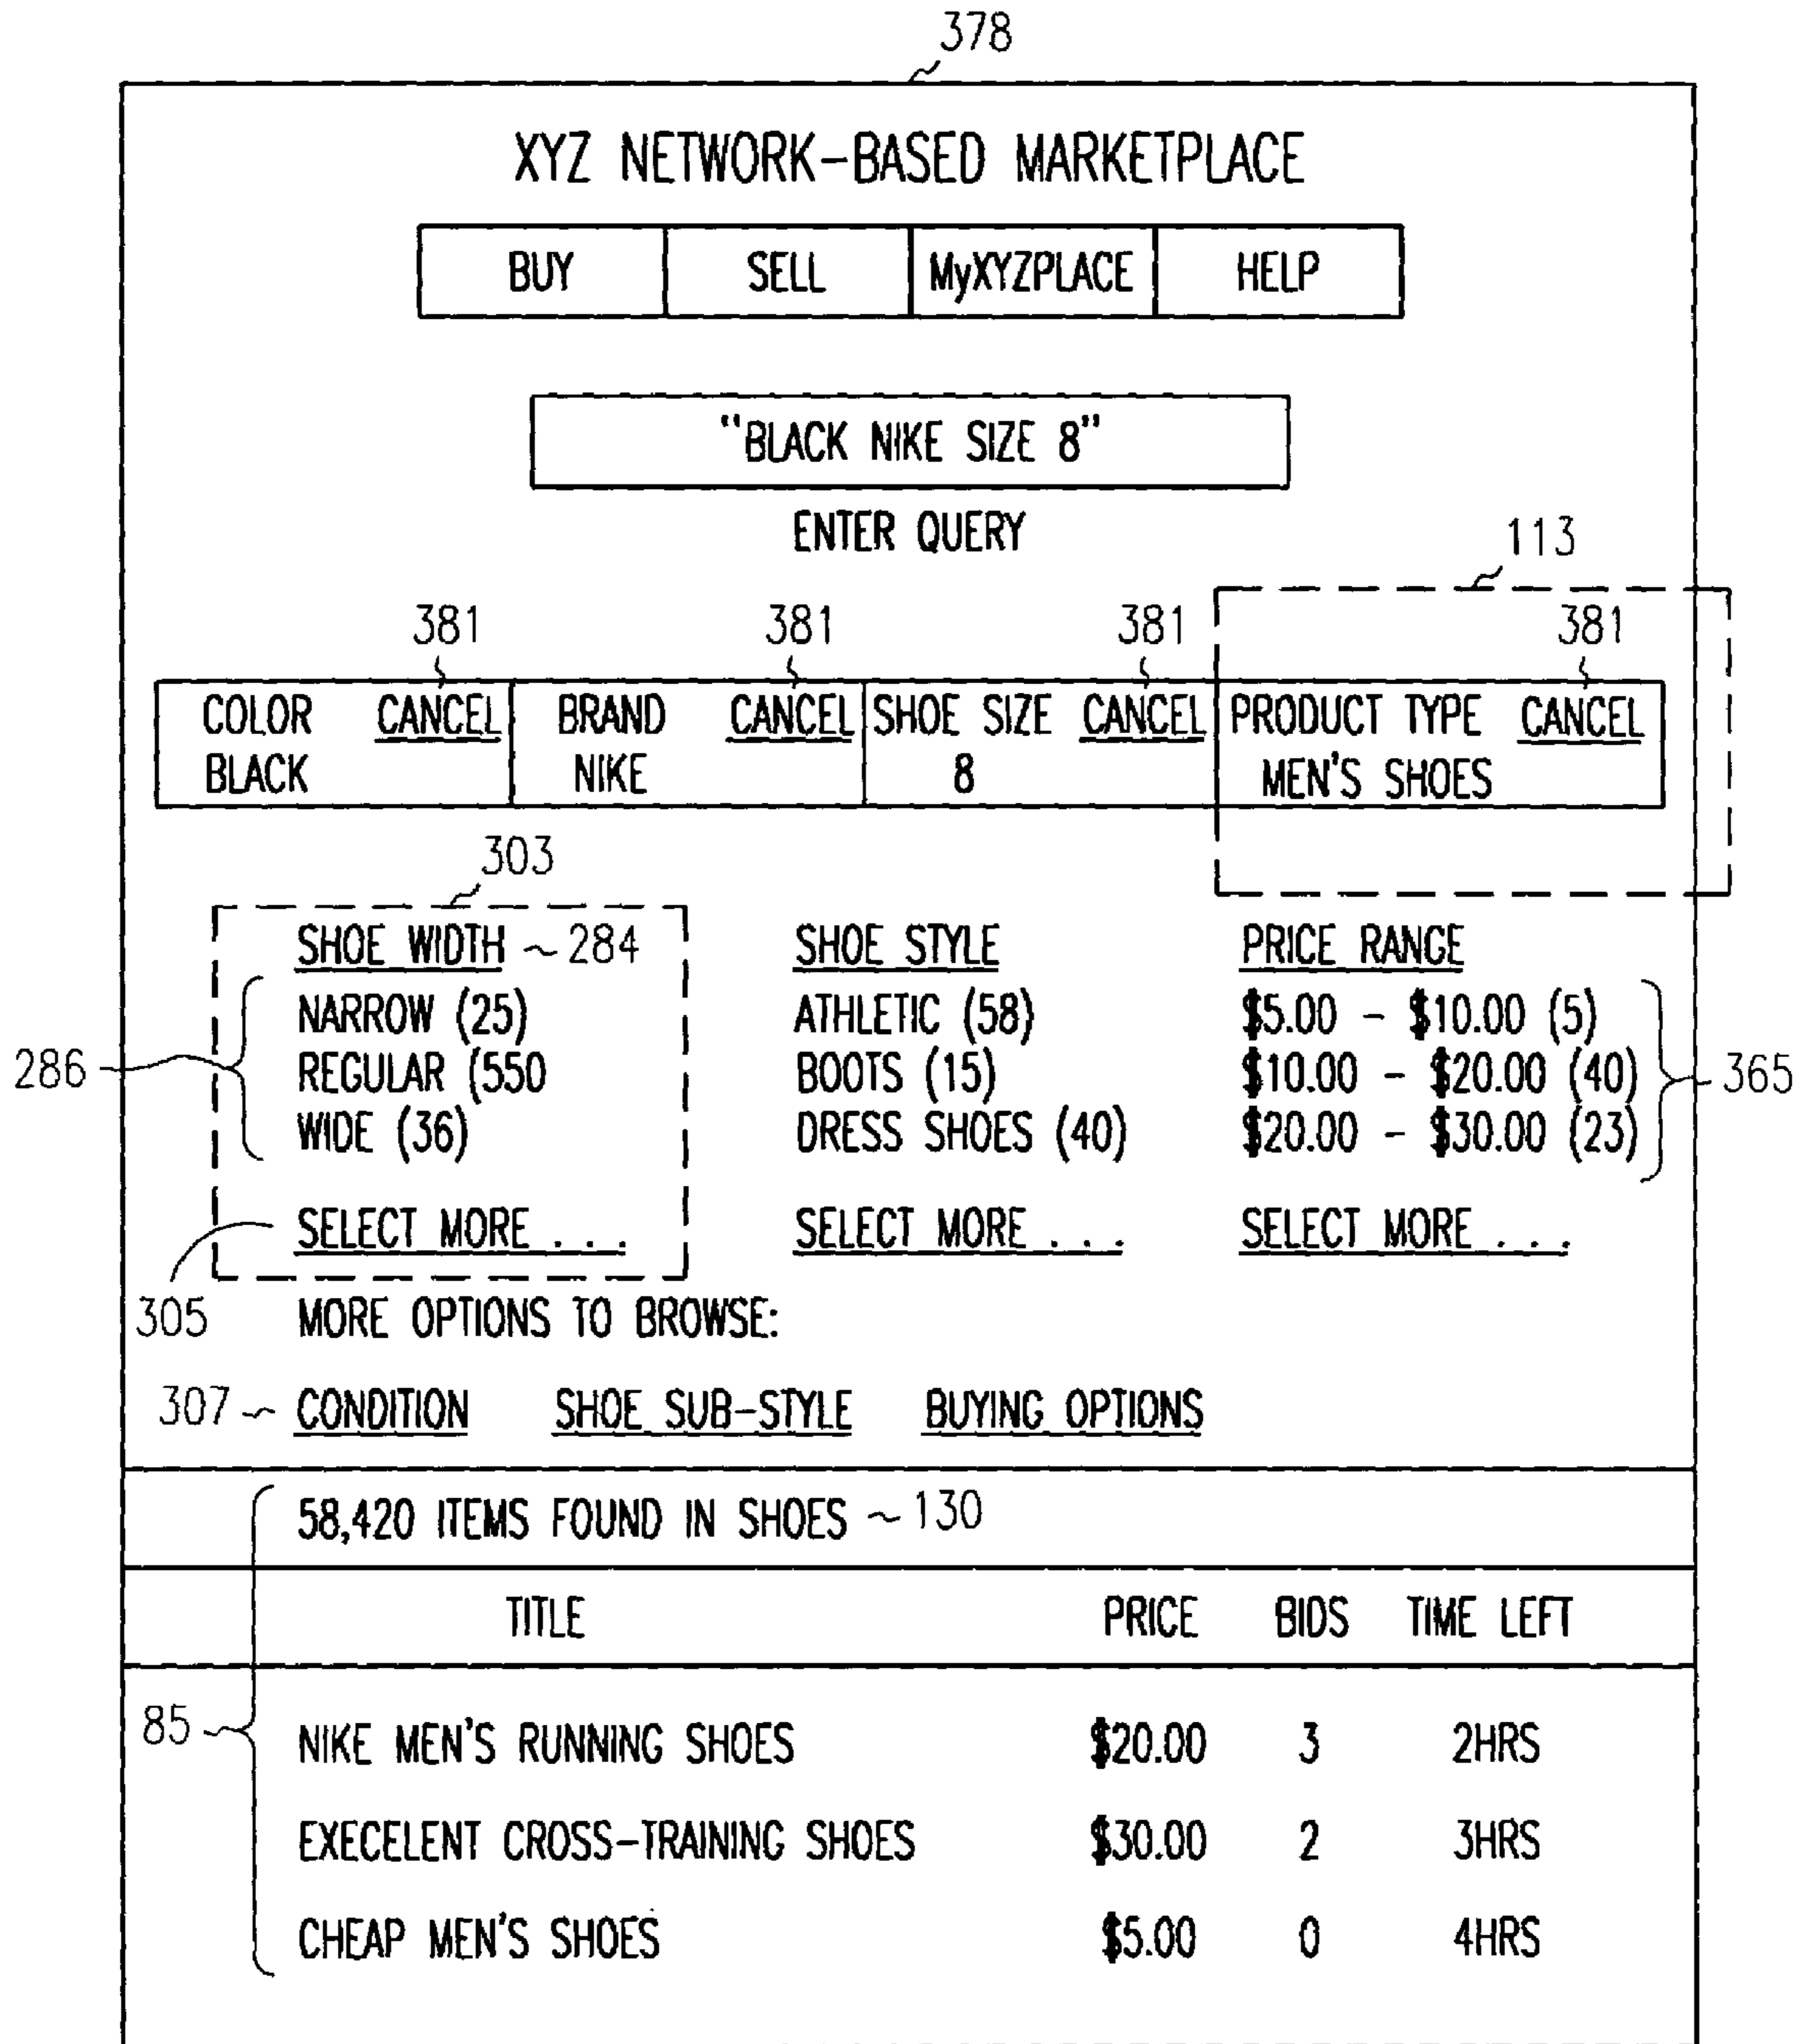 378
XYZ NETWORK-BASED MARKETPLACE
BUY SELL MyXYZPLACE HELP
"BLACK NIKE SIZE 8"
ENTER QUERY
113
381 381 381 381
COLOR CANCEL BRAND CANCEL SHOE SIZE CANCEL PRODUCT TYPE CANCEL
BLACK NIKE 8 MEN'S SHOES
303
SHOE WIDTH ~ 284 SHOE STYLE PRICE RANGE
NARROW (25) ATHLETIC (58) $5.00 - $10.00 (5)
286 REGULAR (550 BOOTS (15) $10.00 - $20.00 (40) 365
WIDE (36) DRESS SHOES (40) $20.00 - $30.00 (23)
SELECT MORE . . . SELECT MORE . . . SELECT MORE . . .
305 MORE OPTIONS TO BROWSE:
307 ~ CONDITION SHOE SUB-STYLE BUYING OPTIONS
58,420 ITEMS FOUND IN SHOES ~ 130
TITLE PRICE BIDS TIME LEFT
85 ~ NIKE MEN'S RUNNING SHOES $20.00 3 2HRS
EXECELENT CROSS-TRAINING SHOES $30.00 2 3HRS
CHEAP MEN'S SHOES $5.00 0 4HRS